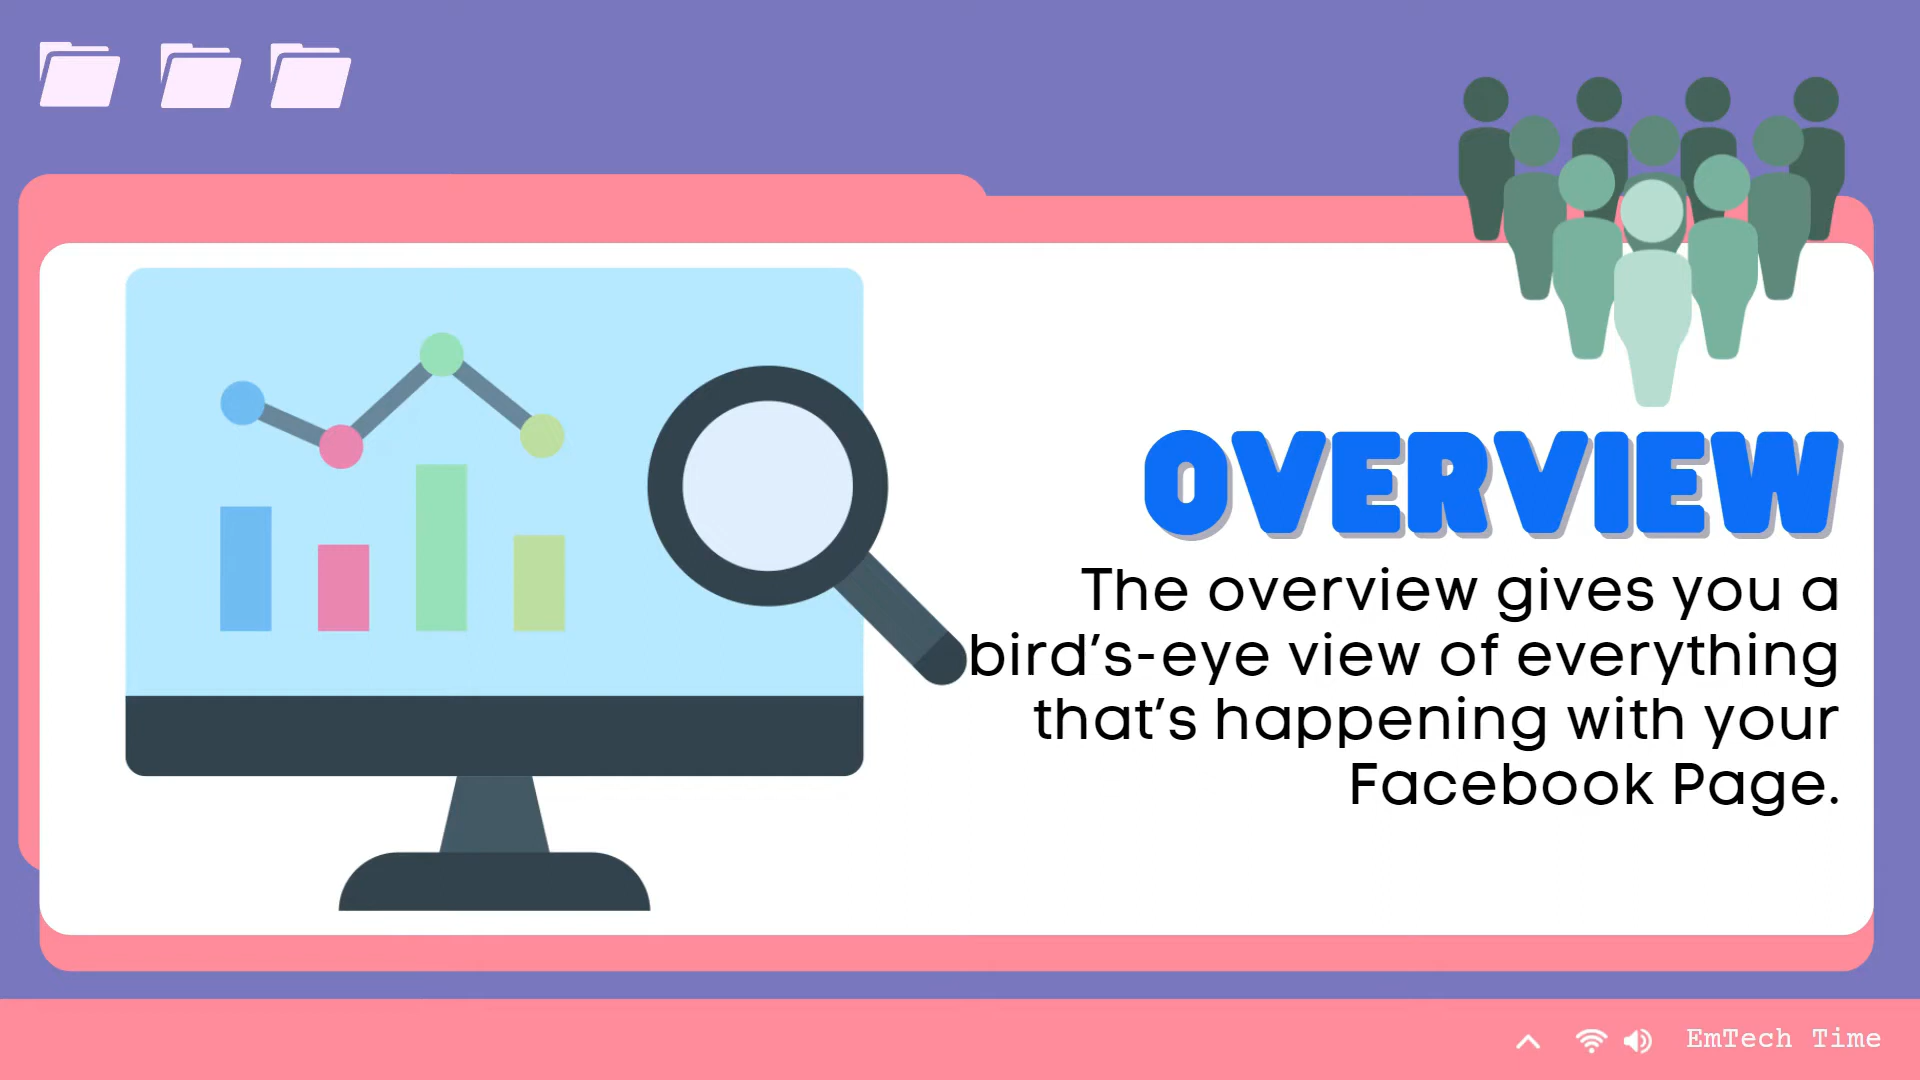 OVERVIEW
The overview gives you a
bird’s-eye view of everything
that’s happening with your
Facebook Page.
EmTech Time